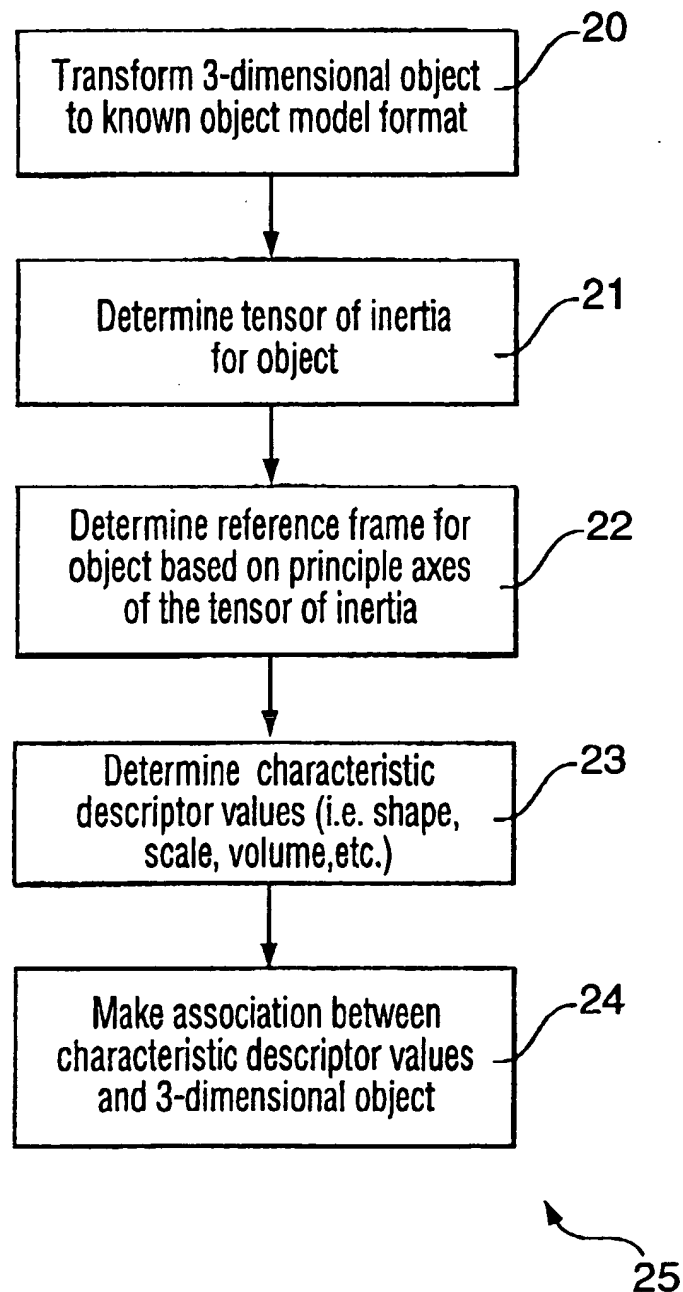 20
Transform 3-dimensional object
to known object model format
21
Determine tensor of inertia
for object
22
Determine reference frame for
object based on principle axes
of the tensor of inertia
23
Determine characteristic
descriptor values (i.e. shape,
scale, volume,etc.)
24
Make association between
characteristic descriptor values
and 3-dimensional object
25